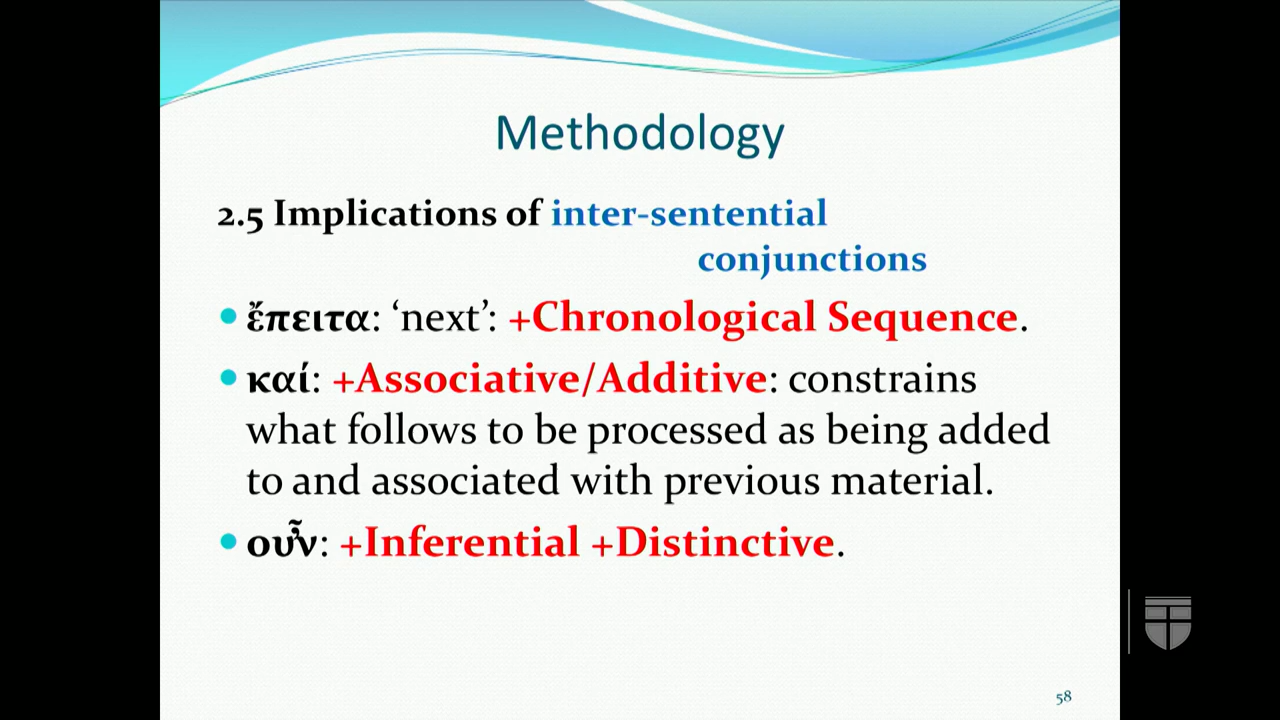 Methodology
2.5 Implications of inter-sentential
conjunctions
ἔπειτα: ‘next’: +Chronological Sequence.
καί: +Associative/Additive: constrains
what follows to be processed as being added
to and associated with previous material.
οὖν: +Inferential +Distinctive.
58